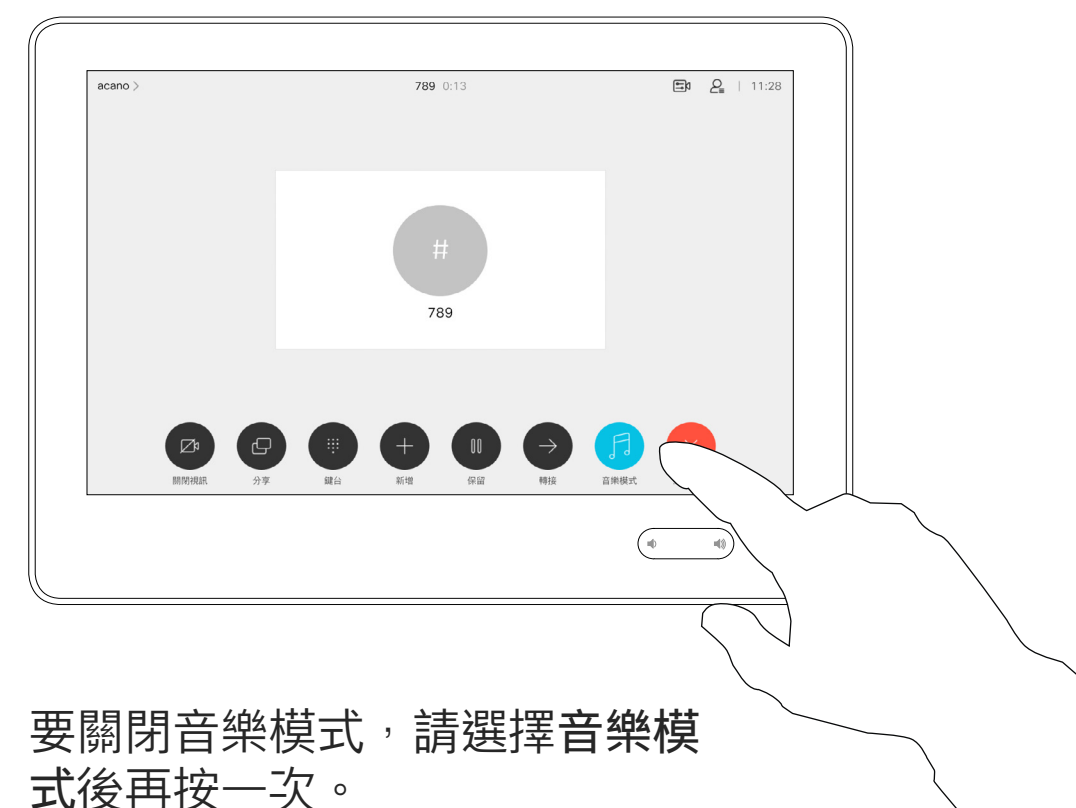 acano >
789 0:13
11:28
#
789
關閉視訊 分享 鍵台 新增 保留 轉接 音樂模式
要關閉音樂模式，請選擇音樂模
式後再按一次。